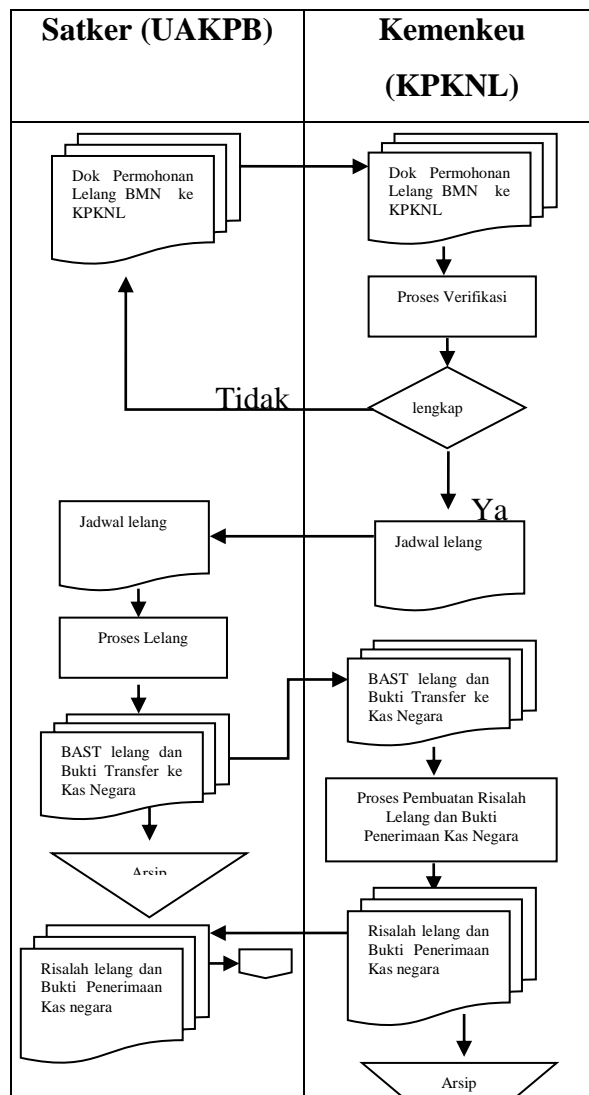 Satker (UAKPB)
Kemenkeu
(KPKNL)
Dok Permohonan
Lelang BMN ke
KPKNL
Dok Permohonan
Lelang BMN ke
KPKNL
Proses Verifikasi
lengkap
Tidak
Ya
Jadwal lelang
Jadwal lelang
Proses Lelang
BAST lelang dan
Bukti Transfer ke
Kas Negara
BAST lelang dan
Bukti Transfer ke
Kas Negara
Proses Pembuatan Risalah
Lelang dan Bukti
Penerimaan Kas Negara
Arsip
Risalah lelang dan
Bukti Penerimaan
Kas negara
Risalah lelang dan
Bukti Penerimaan
Kas negara
Arsip